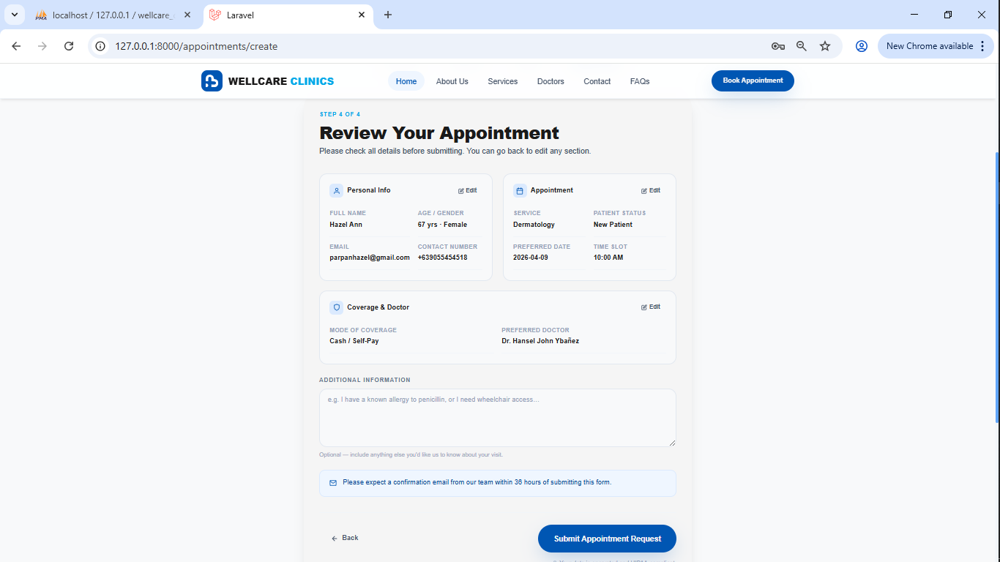 localhost / 127.0.0.1 / wellcare_
Laravel
127.0.0.1:8000/appointments/create
New Chrome available
WELLCARE CLINICS
Home
About Us
Services
Doctors
Contact
FAQs
Book Appointment
STEP 4 OF 4
Review Your Appointment
Please check all details before submitting. You can go back to edit any section.
Personal Info
Edit
FULL NAME
AGE / GENDER
Hazel Ann
67 yrs · Female
EMAIL
CONTACT NUMBER
parpanhazel@gmail.com
+639055454518
Appointment
Edit
SERVICE
PATIENT STATUS
Dermatology
New Patient
PREFERRED DATE
TIME SLOT
2026-04-09
10:00 AM
Coverage & Doctor
Edit
MODE OF COVERAGE
PREFERRED DOCTOR
Cash / Self-Pay
Dr. Hansel John Ybañez
ADDITIONAL INFORMATION
e.g. I have a known allergy to penicillin, or I need wheelchair access...
Optional — include anything else you'd like us to know about your visit.
Please expect a confirmation email from our team within 36 hours of submitting this form.
Back
Submit Appointment Request